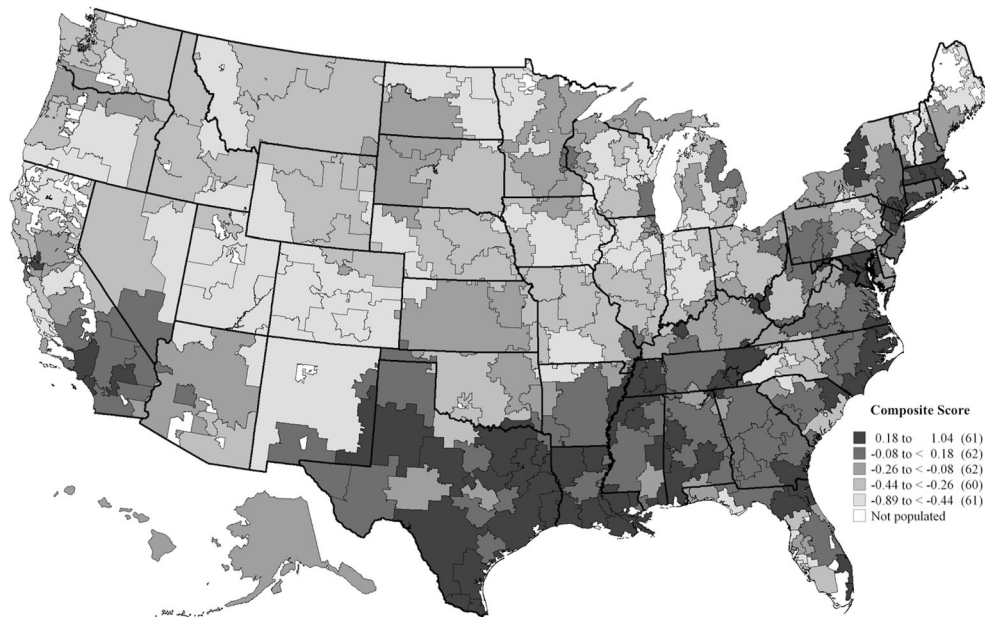 Composite Score
0.18 to 1.04 (61)
-0.08 to < 0.18 (62)
-0.26 to < -0.08 (62)
-0.44 to < -0.26 (60)
-0.89 to < -0.44 (61)
Not populated